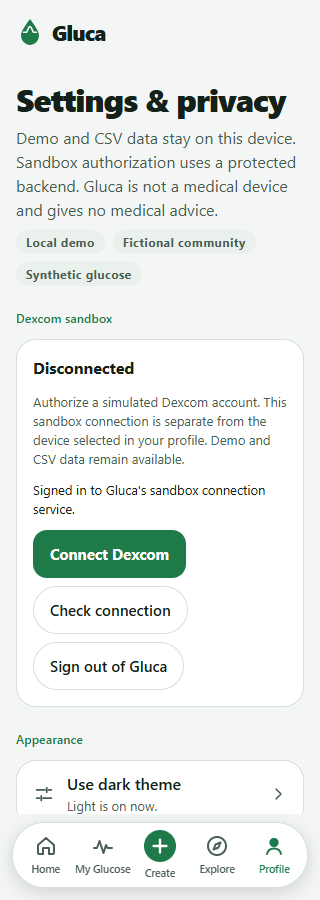 Gluca
Settings & privacy
Demo and CSV data stay on this device.
Sandbox authorization uses a protected
backend. Gluca is not a medical device
and gives no medical advice.
Local demo
Fictional community
Synthetic glucose
Dexcom sandbox
Disconnected
Authorize a simulated Dexcom account. This
sandbox connection is separate from the
device selected in your profile. Demo and
CSV data remain available.
Signed in to Gluca's sandbox connection
service.
Connect Dexcom
Check connection
Sign out of Gluca
Appearance
Use dark theme
Light is on now.
Home
My Glucose
Create
Explore
Profile